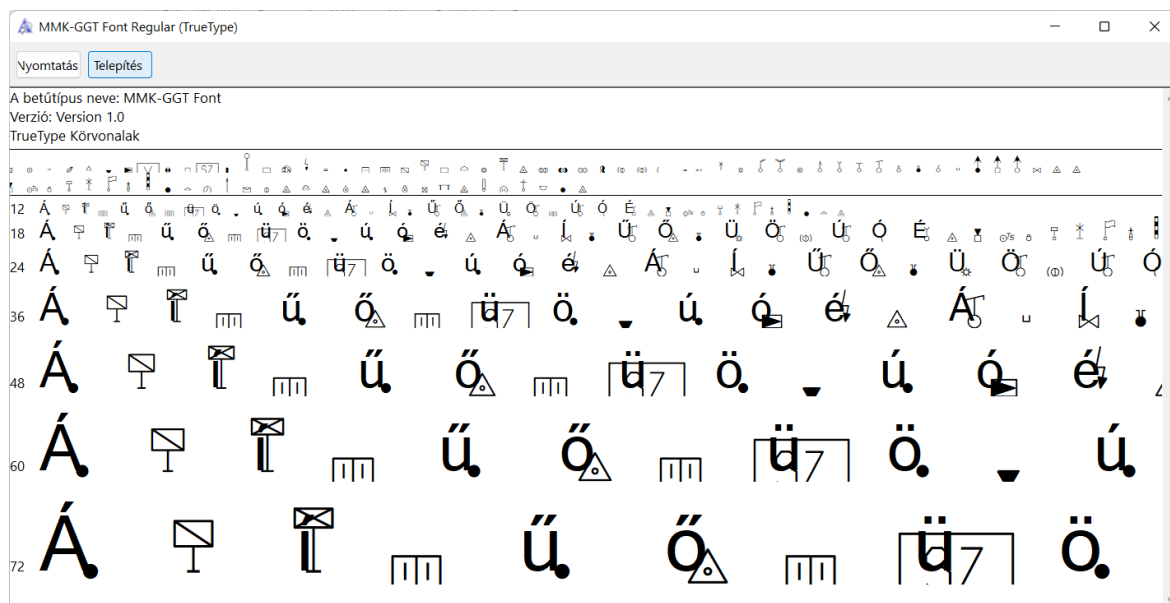 MMK-GGT Font Regular (TrueType)
Nyomtatás Telepítés
A betűtípus neve: MMK-GGT Font
Verzió: Version 1.0
TrueType Körvonalak
12 Á ű ő ü ö ú ó é Á Í Ű Ő Ü Ö Ú Ó É
18 Á ű ő ü ö ú ó é Á Í Ű Ő Ü Ö Ú Ó É
24 Á ű ő ü ö ú ó é Á Í Ű Ő Ü Ö Ú Ó
36 Á í ű ő ü ö ú ó é Á Í
48 Á í ű ő ü ö ú ó é
60 Á í ű ő ü ö ú
72 Á í ű ő ü ö